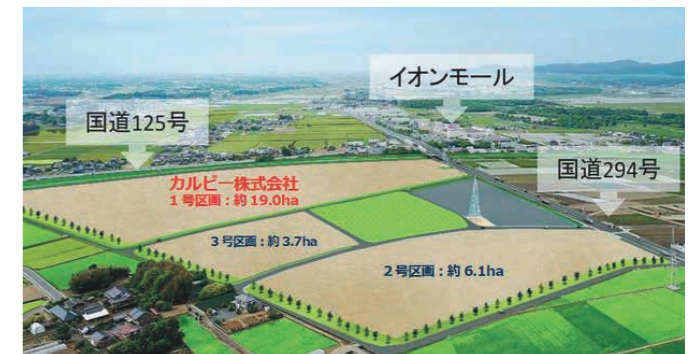 イオンモール
国道125号
国道294号
カルビー株式会社
1号区画：約19.0ha
3号区画：約3.7ha
2号区画：約6.1ha